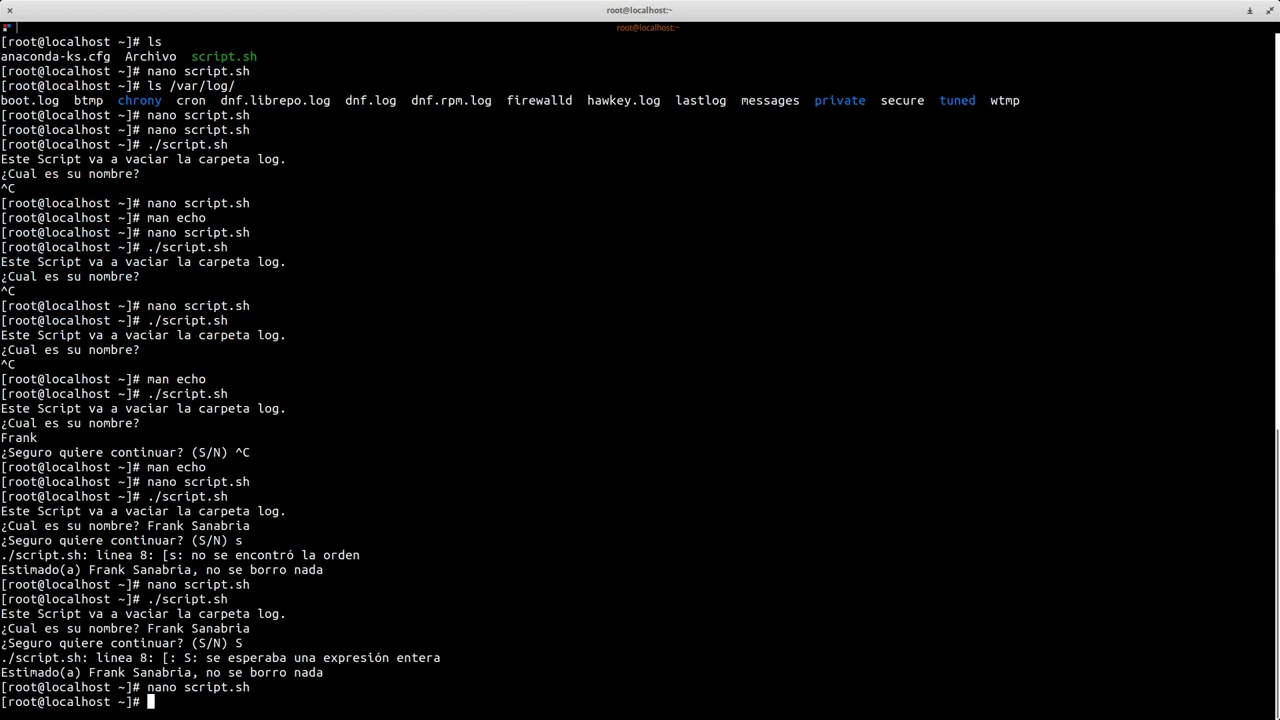 root@localhost:~
root@localhost:~
[root@localhost ~]# ls
anaconda-ks.cfg  Archivo  script.sh
[root@localhost ~]# nano script.sh
[root@localhost ~]# ls /var/log/
boot.log  btmp  chrony  cron  dnf.librepo.log  dnf.log  dnf.rpm.log  firewalld  hawkey.log  lastlog  messages  private  secure  tuned  wtmp
[root@localhost ~]# nano script.sh
[root@localhost ~]# nano script.sh
[root@localhost ~]# ./script.sh
Este Script va a vaciar la carpeta log.
¿Cual es su nombre?
^C
[root@localhost ~]# nano script.sh
[root@localhost ~]# man echo
[root@localhost ~]# nano script.sh
[root@localhost ~]# ./script.sh
Este Script va a vaciar la carpeta log.
¿Cual es su nombre?
^C
[root@localhost ~]# nano script.sh
[root@localhost ~]# ./script.sh
Este Script va a vaciar la carpeta log.
¿Cual es su nombre?
^C
[root@localhost ~]# man echo
[root@localhost ~]# ./script.sh
Este Script va a vaciar la carpeta log.
¿Cual es su nombre?
Frank
¿Seguro quiere continuar? (S/N) ^C
[root@localhost ~]# man echo
[root@localhost ~]# nano script.sh
[root@localhost ~]# ./script.sh
Este Script va a vaciar la carpeta log.
¿Cual es su nombre? Frank Sanabria
¿Seguro quiere continuar? (S/N) s
./script.sh: línea 8: [s: no se encontró la orden
Estimado(a) Frank Sanabria, no se borro nada
[root@localhost ~]# nano script.sh
[root@localhost ~]# ./script.sh
Este Script va a vaciar la carpeta log.
¿Cual es su nombre? Frank Sanabria
¿Seguro quiere continuar? (S/N) S
./script.sh: línea 8: [: S: se esperaba una expresión entera
Estimado(a) Frank Sanabria, no se borro nada
[root@localhost ~]# nano script.sh
[root@localhost ~]#